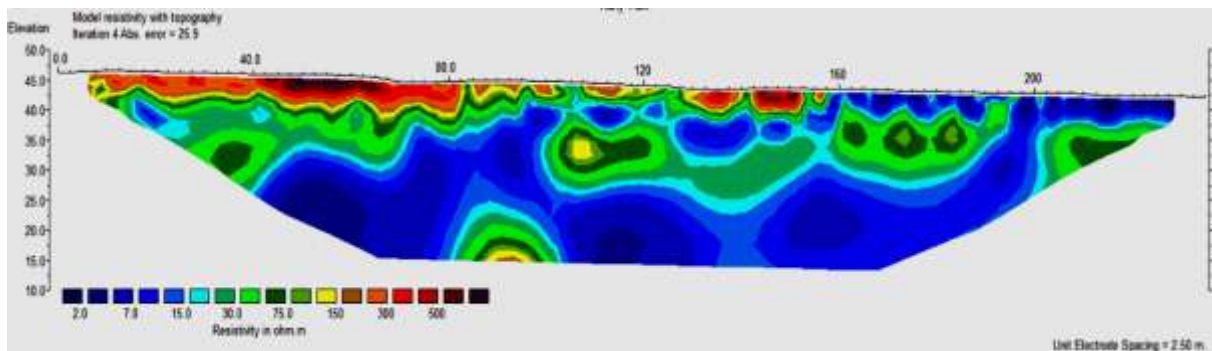 Model resistivity with topography
Elevation
Iteration 4 Abs. error = 25.9
50.0
0.0
40.0
80.0
120
160
200
45.0
40.0
35.0
30.0
25.0
20.0
15.0
10.0
2.0 7.0 15.0 30.0 75.0 150 300 500.
Resistivity in ohm.m
Unit Electrode Spacing = 2.50 m.